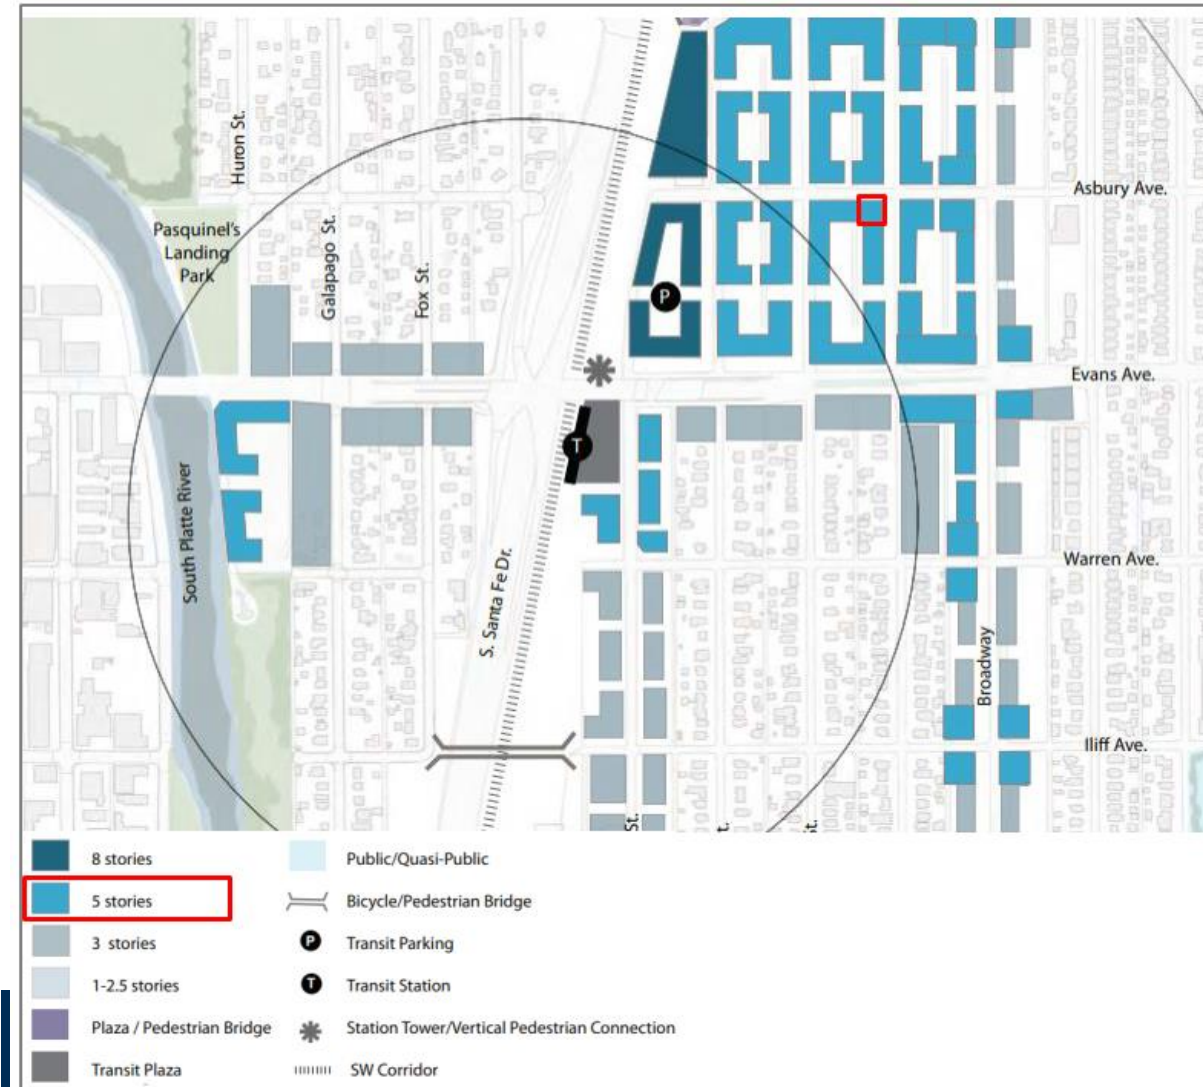 Huron St.
Asbury Ave.
Pasquinel's
Landing
Park
Galapago St.
Fox St.
P
Evans Ave.
T
South Platte River
S. Santa Fe Dr.
Warren Ave.
Broadway
Iliff Ave.
St.
t.
St.
8 stories
5 stories
3 stories
1-2.5 stories
Plaza / Pedestrian Bridge
Transit Plaza
Public/Quasi-Public
Bicycle/Pedestrian Bridge
P Transit Parking
T Transit Station
Station Tower/Vertical Pedestrian Connection
SW Corridor